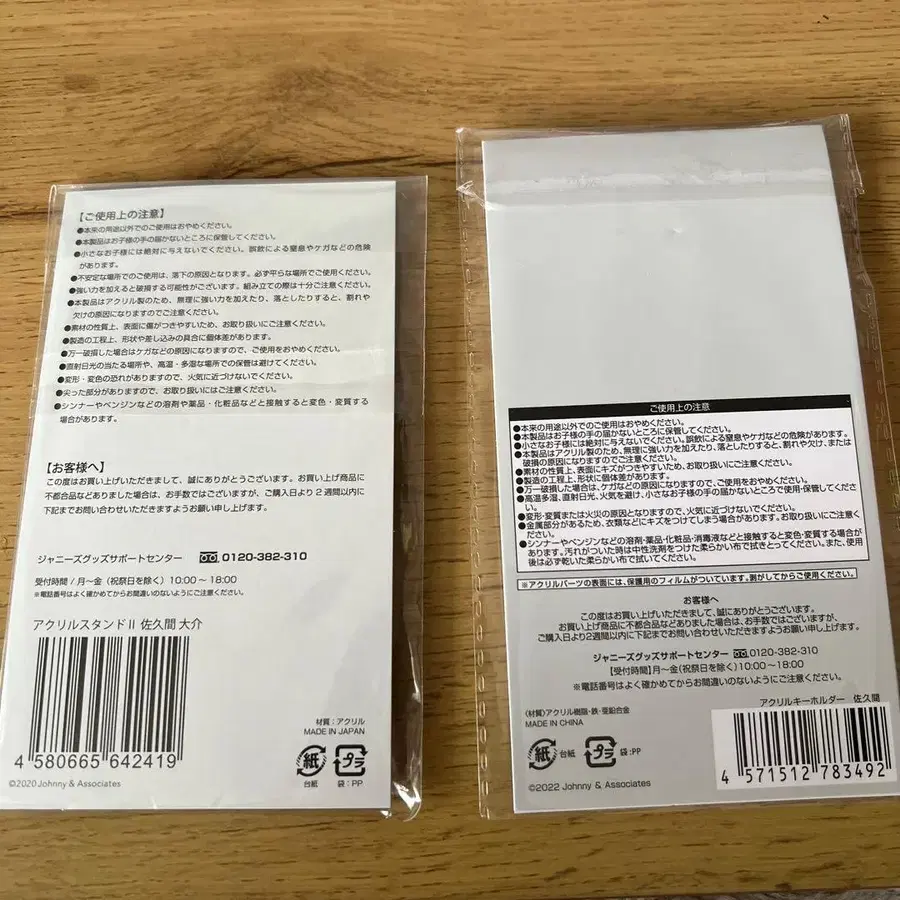 【ご使用上の注意】
●本来の用途以外でのご使用はおやめください。
●本製品はお子様の手の届かないところに保管してください。
●小さなお子様には絶対に与えないでください。誤飲による窒息やケガなどの危険
があります。
●不安定な場所でのご使用は、落下の原因となります。必ず平らな場所でご使用ください。
●強い力を加えると破損する可能性がございます。組み立ての際は十分ご注意ください。
●本製品はアクリル製のため、無理に強い力を加えたり、落としたりすると、割れや
欠けの原因になりますのでご注意ください。
●素材の性質上、表面に傷がつきやすいため、お取り扱いにご注意ください。
●製造の工程上、形状や差し込みの具合に個体差があります。
●万一破損した場合はケガなどの原因になりますので、ご使用をおやめください。
●直射日光の当たる場所や、高温・多湿な場所での保管は避けてください。
●変形・変色の恐れがありますので、火気に近づけないでください。
●尖った部分がありますので、お取り扱いにはご注意ください。
●シンナーやベンジンなどの溶剤や薬品・化粧品などと接触すると変色・変質する
場合があります。
【お客様へ】
この度はお買い上げいただきまして、誠にありがとうございます。お買い上げ商品に
不都合品などありました場合は、お手数ではございますが、ご購入日より2週間以内に
下記までお問い合わせいただきますようお願い申し上げます。
ジャニーズグッズサポートセンター 0120-382-310
受付時間/月～金(祝祭日を除く)10:00～18:00
※電話番号はよく確かめてからお間違いのないようにご注意ください。
アクリルスタンドII 佐久間 大介
4 580665 642419
材質:アクリル
MADE IN JAPAN
紙 プラ
台紙 袋:PP
©2020 Johnny & Associates
ご使用上の注意
●本来の用途以外でのご使用はおやめください。
●本製品はお子様の手の届かないところに保管してください。
●小さなお子様には絶対に与えないでください。誤飲による窒息やケガなどの危険があります。
●本製品はアクリル製のため、無理に強い力を加えたり、落としたりすると、割れや欠け、または
破損の原因になりますのでご注意ください。
●素材の性質上、表面にキズがつきやすいため、お取り扱いにご注意ください。
●製造の工程上、形状に個体差があります。
●万一破損した場合は、ケガなどの原因になりますので、ご使用をおやめください。
●高温多湿、直射日光、火気を避け、小さなお子様の手の届かないところで使用・保管してくださ
い。
●変形・変質または火災の原因となりますので、火気に近づけないでください。
●金属部分があるため、衣類などにキズをつけてしまう場合があります。お取り扱いにご注意くだ
さい。
●シンナーやベンジンなどの溶剤・薬品・化粧品・消毒液などと接触すると変色・変質する場合が
あります。汚れがついた時は中性洗剤をつけた柔らかい布で拭きとってください。また、使用
後は必ず乾いた柔らかい布で拭いてください。
※アクリルパーツの表面には、保護用のフィルムがついています。剥がしてからご使用ください。
お客様へ
この度はお買い上げいただきまして、誠にありがとうございます。
お買い上げ商品に不都合品などありました場合は、お手数ではございますが、
ご購入日より2週間以内に下記までお問い合わせいただきますようお願い申し上げます。
ジャニーズグッズサポートセンター 0120-382-310
【受付時間】月～金(祝祭日を除く)10:00～18:00
※電話番号はよく確かめてからお間違いのないようにご注意ください。
アクリルキーホルダー 佐久間
〈材質〉アクリル樹脂・鉄・亜鉛合金
MADE IN CHINA
紙 台紙 プラ 袋:PP
4 571512 783492
©2022 Johnny & Associates